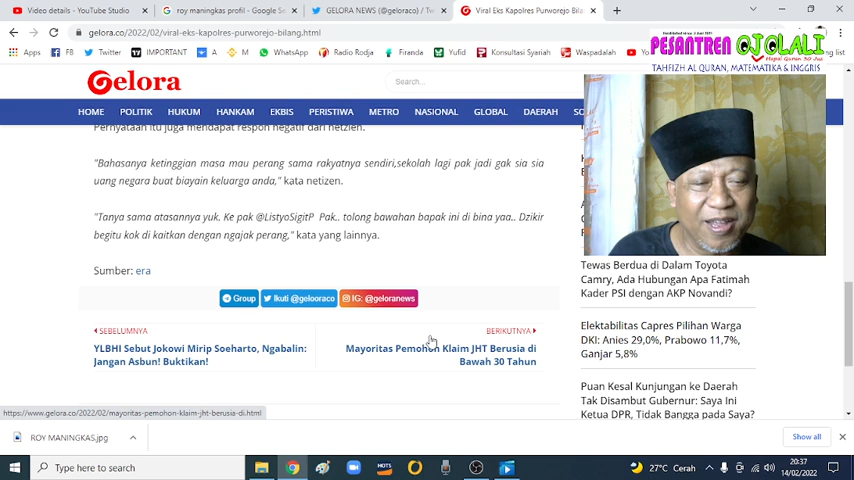 Video details - YouTube Studio
roy maningkas profil - Google Se
GELORA NEWS (@geloraco) / Tw
Viral Eks Kapolres Purworejo Bilang
gelora.co/2022/02/viral-eks-kapolres-purworejo-bilang.html
Apps
FB
Twitter
IMPORTANT
A
M
WhatsApp
Radio Rodja
Firanda
Yufid
Konsultasi Syariah
Waspadalah
PESANTREN OJOLALI
Hapal Quran 30 Juz
TAHFIZH AL QURAN, MATEMATIKA & INGGRIS
Gelora
Search...
HOME
POLITIK
HUKUM
HANKAM
EKBIS
PERISTIWA
METRO
NASIONAL
GLOBAL
DAERAH
Pernyataan itu juga mendapat respon negatif dari netzien.
"Bahasanya ketinggian masa mau perang sama rakyatnya sendiri,sekolah lagi pak jadi gak sia sia
uang negara buat biayain keluarga anda," kata netizen.
"Tanya sama atasannya yuk. Ke pak @ListyoSigitP Pak.. tolong bawahan bapak ini di bina yaa.. Dzikir
begitu kok di kaitkan dengan ngajak perang," kata yang lainnya.
Sumber: era
Group
Ikuti @gelooraco
IG: @geloranews
SEBELUMNYA
YLBHI Sebut Jokowi Mirip Soeharto, Ngabalin:
Jangan Asbun! Buktikan!
BERIKUTNYA
Mayoritas Pemohon Klaim JHT Berusia di
Bawah 30 Tahun
Tewas Berdua di Dalam Toyota
Camry, Ada Hubungan Apa Fatimah
Kader PSI dengan AKP Novandi?
Elektabilitas Capres Pilihan Warga
DKI: Anies 29,0%, Prabowo 11,7%,
Ganjar 5,8%
Puan Kesal Kunjungan ke Daerah
Tak Disambut Gubernur: Saya Ini
Ketua DPR, Tidak Bangga pada Saya?
https://www.gelora.co/2022/02/mayoritas-pemohon-klaim-jht-berusia-di.html
ROY MANINGKAS.jpg
Show all
Type here to search
27°C Cerah
20:37
14/02/2022